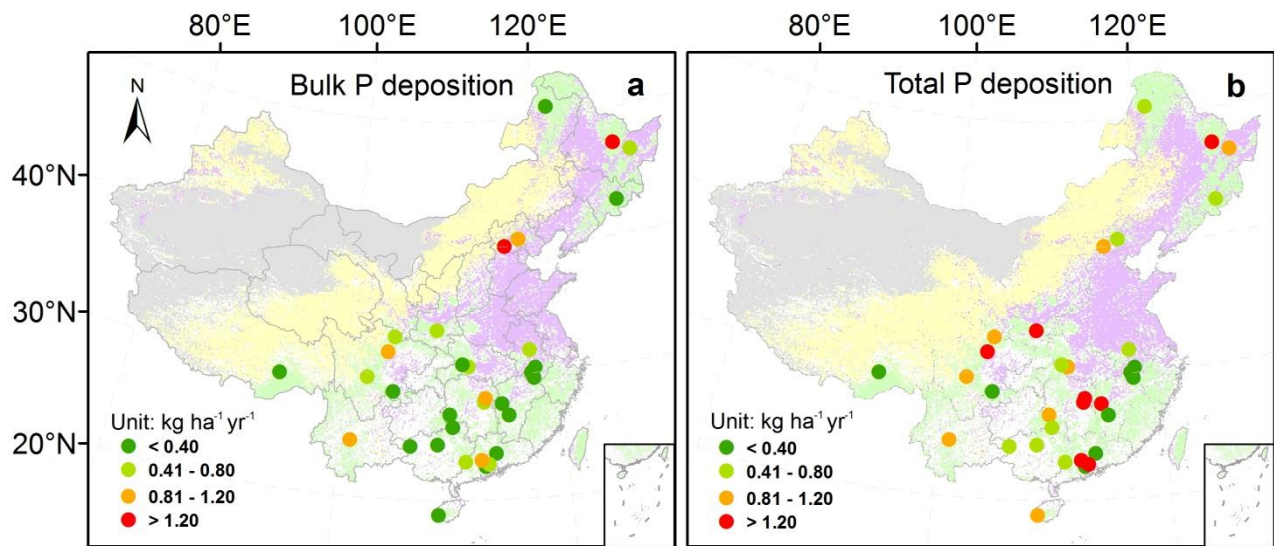 80°E 100°E 120°E 80°E 100°E 120°E
N Bulk P deposition a Total P deposition b
40°N
30°N
20°N
Unit: kg ha⁻¹ yr⁻¹
< 0.40
0.41 - 0.80
0.81 - 1.20
> 1.20
Unit: kg ha⁻¹ yr⁻¹
< 0.40
0.41 - 0.80
0.81 - 1.20
> 1.20